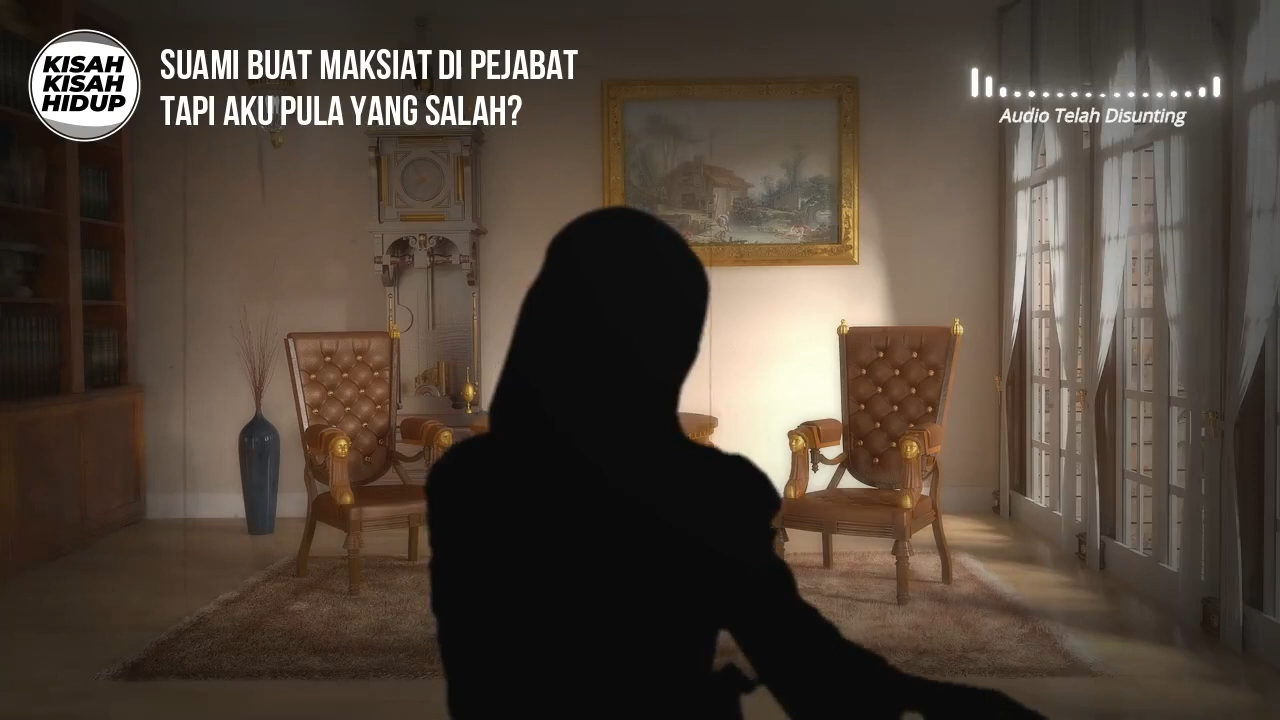 KISAH
KISAH
HIDUP
SUAMI BUAT MAKSIAT DI PEJABAT
TAPI AKU PULA YANG SALAH?
Audio Telah Disunting